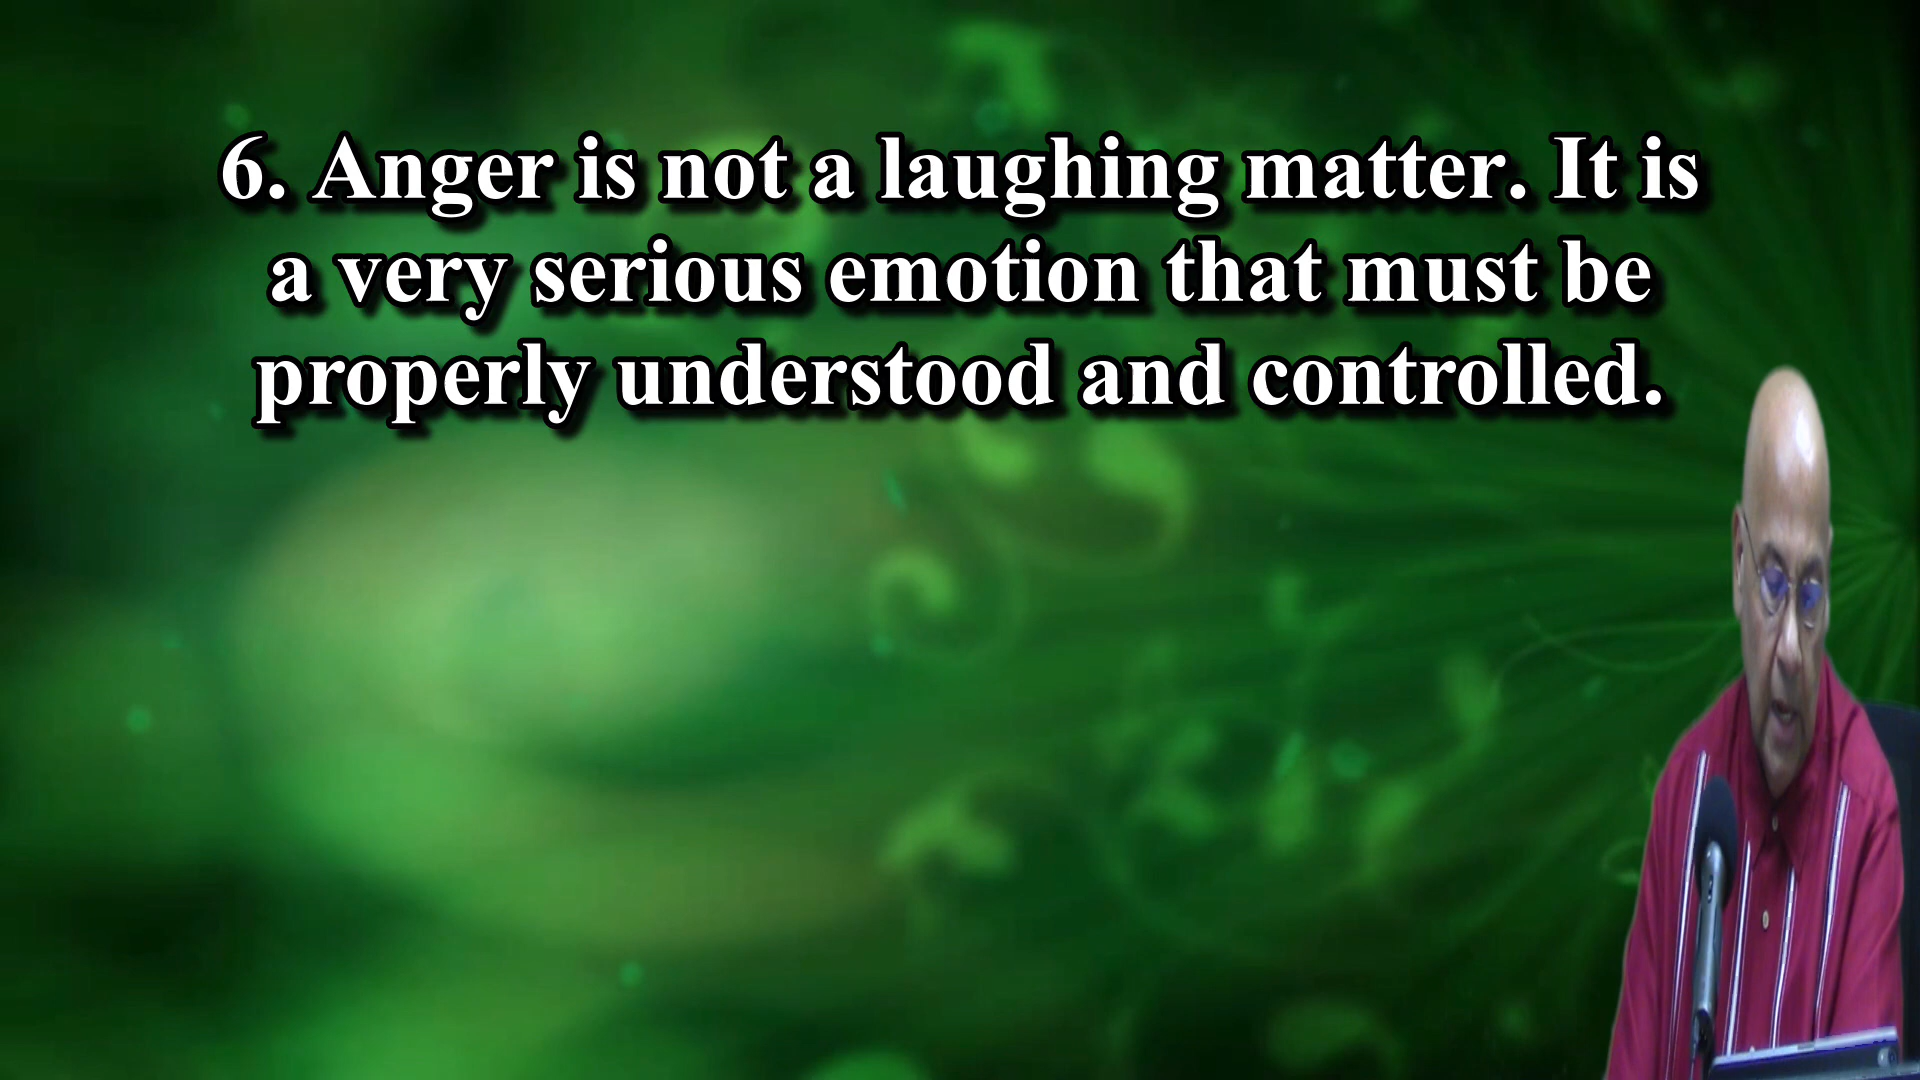 6. Anger is not a laughing matter. It is
a very serious emotion that must be
properly understood and controlled.